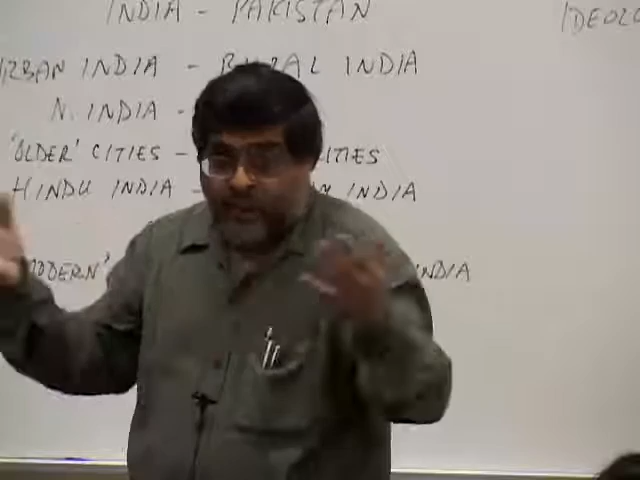 INDIA - PAKISTAN
IDEOLO
URBAN INDIA - RURAL INDIA
N. INDIA -
'OLDER' CITIES - CITIES
HINDU INDIA - INDIA
'MODERN' INDIA